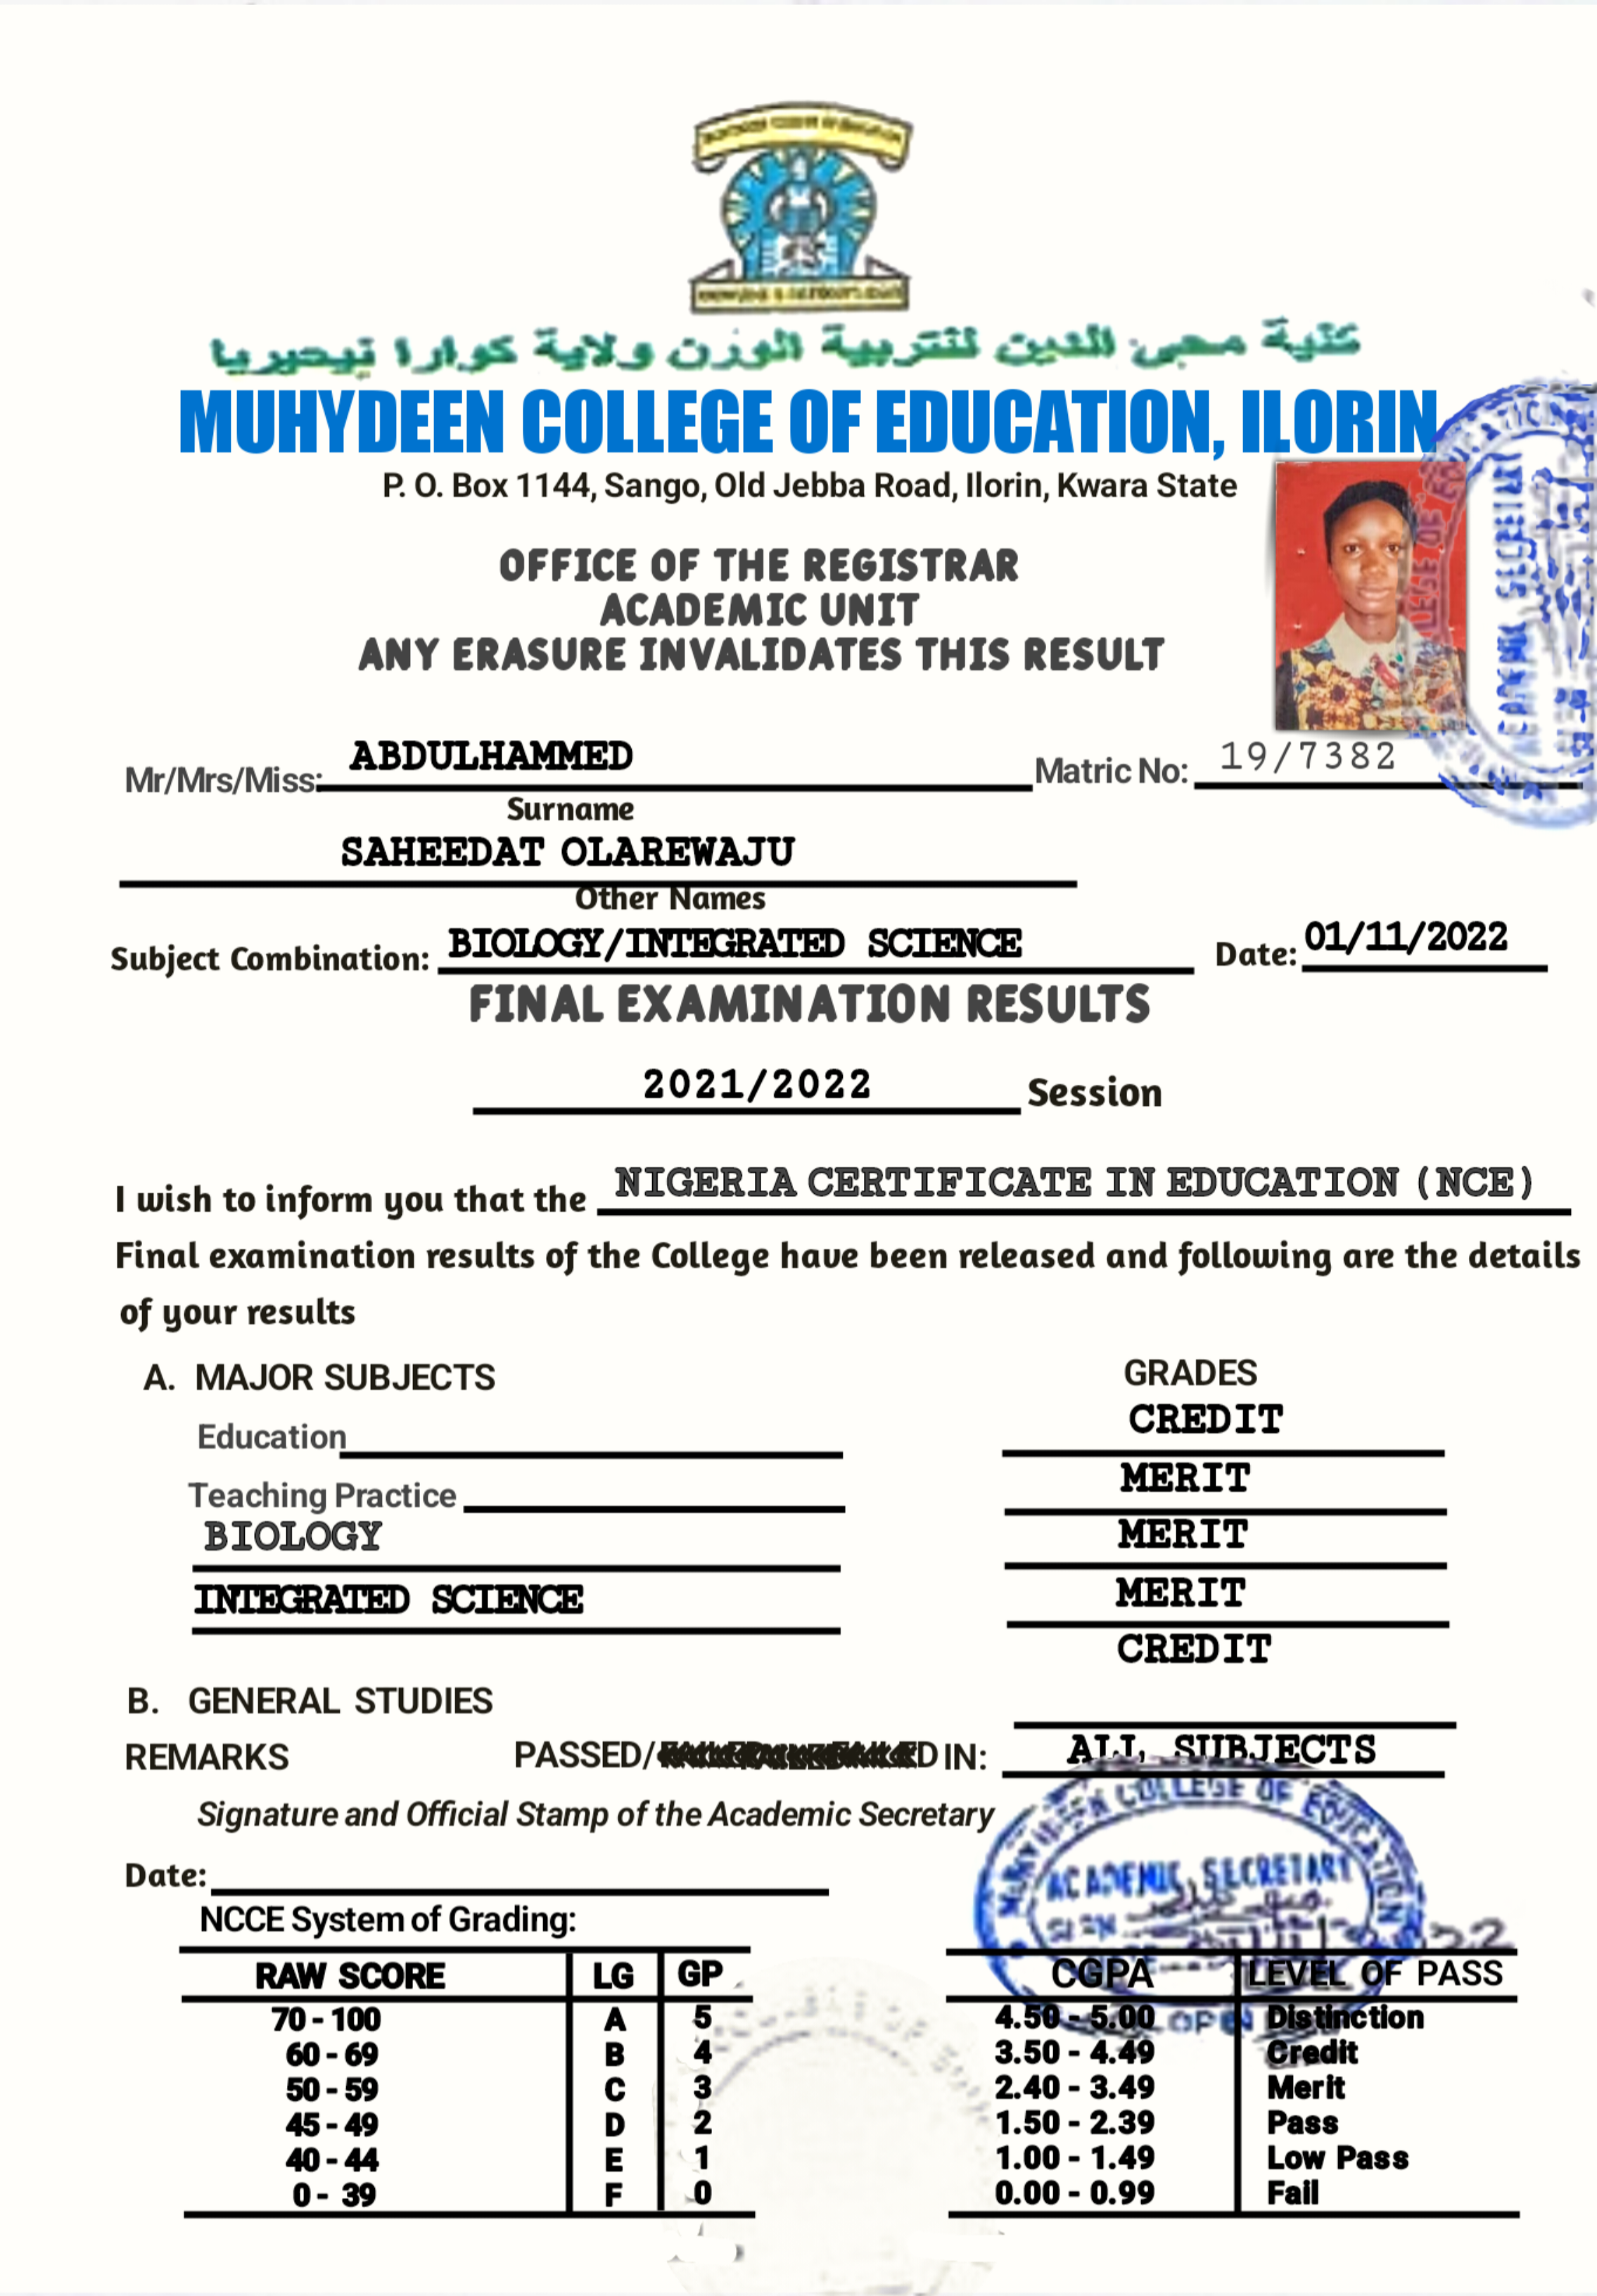 كلية محى الدين للتربية الورن ولاية كوارا نيجيريا
MUHYDEEN COLLEGE OF EDUCATION, ILORIN
P. O. Box 1144, Sango, Old Jebba Road, Ilorin, Kwara State
OFFICE OF THE REGISTRAR
ACADEMIC UNIT
ANY ERASURE INVALIDATES THIS RESULT
Mr/Mrs/Miss: ABDULHAMMED Matric No: 19/7382
Surname
SAHEEDAT OLAREWAJU
Other Names
Subject Combination: BIOLOGY/INTEGRATED SCIENCE Date: 01/11/2022
FINAL EXAMINATION RESULTS
2021/2022 Session
I wish to inform you that the NIGERIA CERTIFICATE IN EDUCATION (NCE)
Final examination results of the College have been released and following are the details
of your results
A. MAJOR SUBJECTS GRADES
Education CREDIT
Teaching Practice MERIT
BIOLOGY MERIT
INTEGRATED SCIENCE MERIT
CREDIT
B. GENERAL STUDIES
REMARKS PASSED/ IN: ALL SUBJECTS
Signature and Official Stamp of the Academic Secretary
MUHYDEEN COLLEGE OF EDUCATION
ACADEMIC SECRETARY
SIGN
Date:
NCCE System of Grading:
RAW SCORE LG GP CGPA LEVEL OF PASS
70 - 100 A 5 4.50 - 5.00 Distinction
60 - 69 B 4 3.50 - 4.49 Credit
50 - 59 C 3 2.40 - 3.49 Merit
45 - 49 D 2 1.50 - 2.39 Pass
40 - 44 E 1 1.00 - 1.49 Low Pass
0 - 39 F 0 0.00 - 0.99 Fail